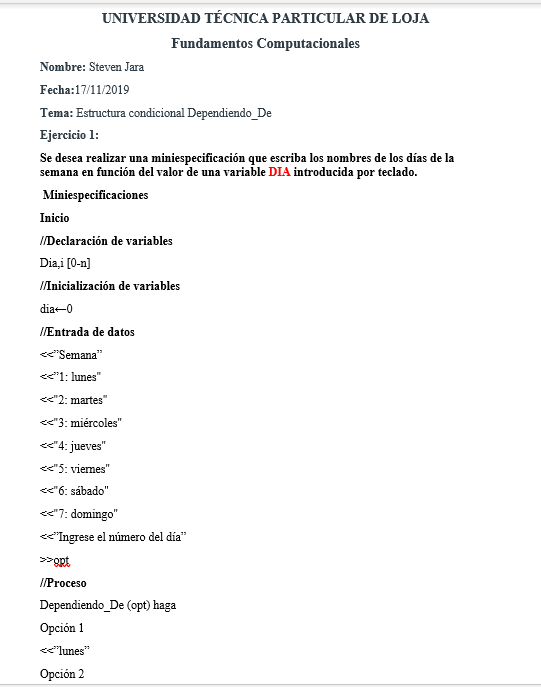 UNIVERSIDAD TÉCNICA PARTICULAR DE LOJA
Fundamentos Computacionales
Nombre: Steven Jara
Fecha:17/11/2019
Tema: Estructura condicional Dependiendo_De
Ejercicio 1:
Se desea realizar una miniespecificación que escriba los nombres de los días de la
semana en función del valor de una variable DIA introducida por teclado.
Miniespecificaciones
Inicio
//Declaración de variables
Dia,i [0-n]
//Inicialización de variables
dia←0
//Entrada de datos
<<”Semana”
<<”1: lunes"
<<"2: martes"
<<"3: miércoles"
<<"4: jueves"
<<"5: viernes"
<<"6: sábado"
<<"7: domingo"
<<”Ingrese el número del día”
>>opt
//Proceso
Dependiendo_De (opt) haga
Opción 1
<<”lunes”
Opción 2